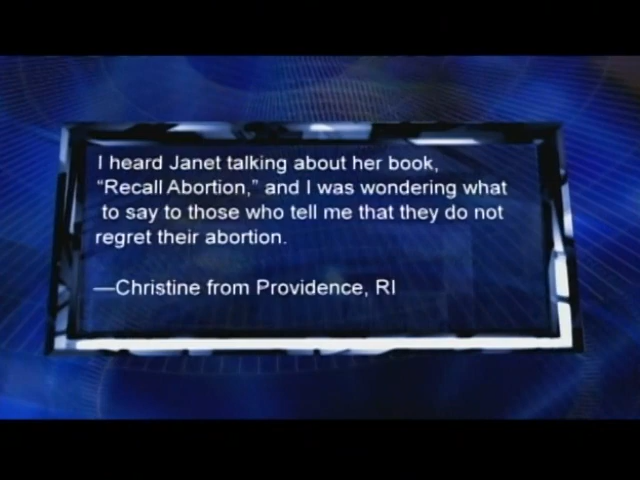 I heard Janet talking about her book,
“Recall Abortion,” and I was wondering what
to say to those who tell me that they do not
regret their abortion.
—Christine from Providence, RI